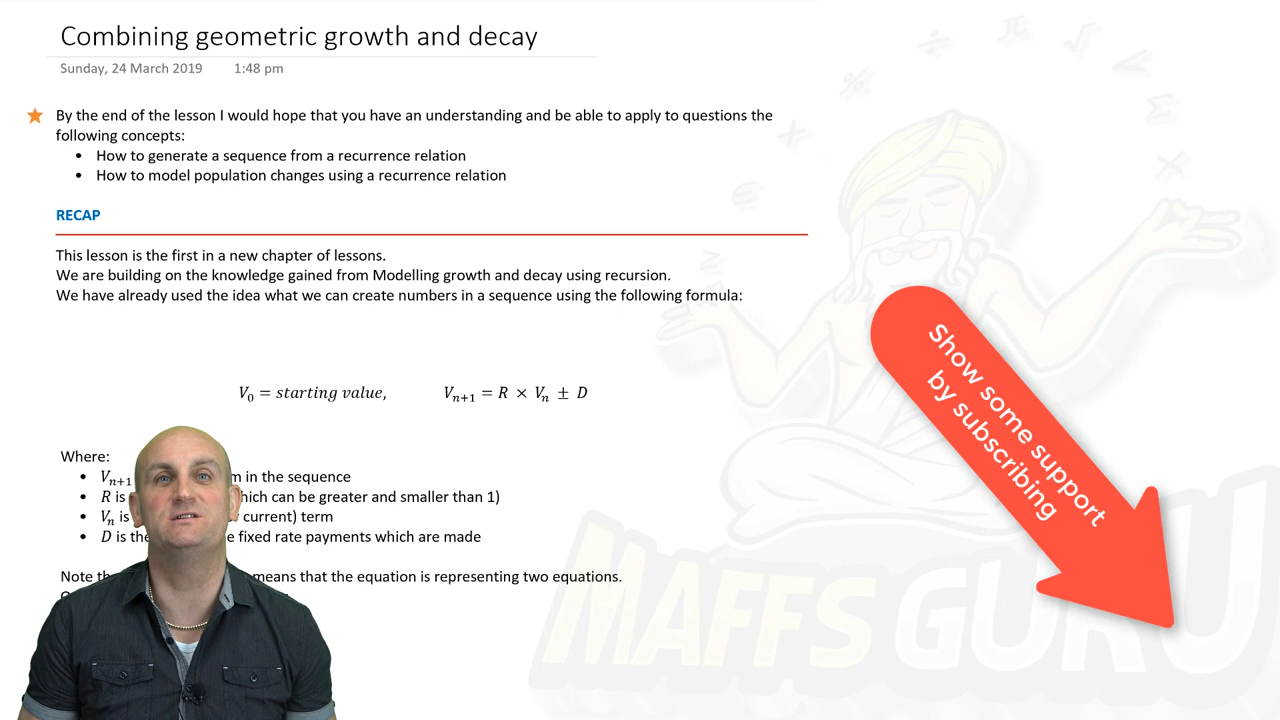 Combining geometric growth and decay
Sunday, 24 March 2019 1:48 pm
By the end of the lesson I would hope that you have an understanding and be able to apply to questions the
following concepts:
• How to generate a sequence from a recurrence relation
• How to model population changes using a recurrence relation
RECAP
This lesson is the first in a new chapter of lessons.
We are building on the knowledge gained from Modelling growth and decay using recursion.
We have already used the idea what we can create numbers in a sequence using the following formula:
V₀ = starting value, Vₙ₊₁ = R × Vₙ ± D
Where:
• Vₙ₊₁ in the sequence
• R is which can be greater and smaller than 1)
• Vₙ is current) term
• D is the fixed rate payments which are made
Note means that the equation is representing two equations.
Show some support
by subscribing
MAFFS GURU